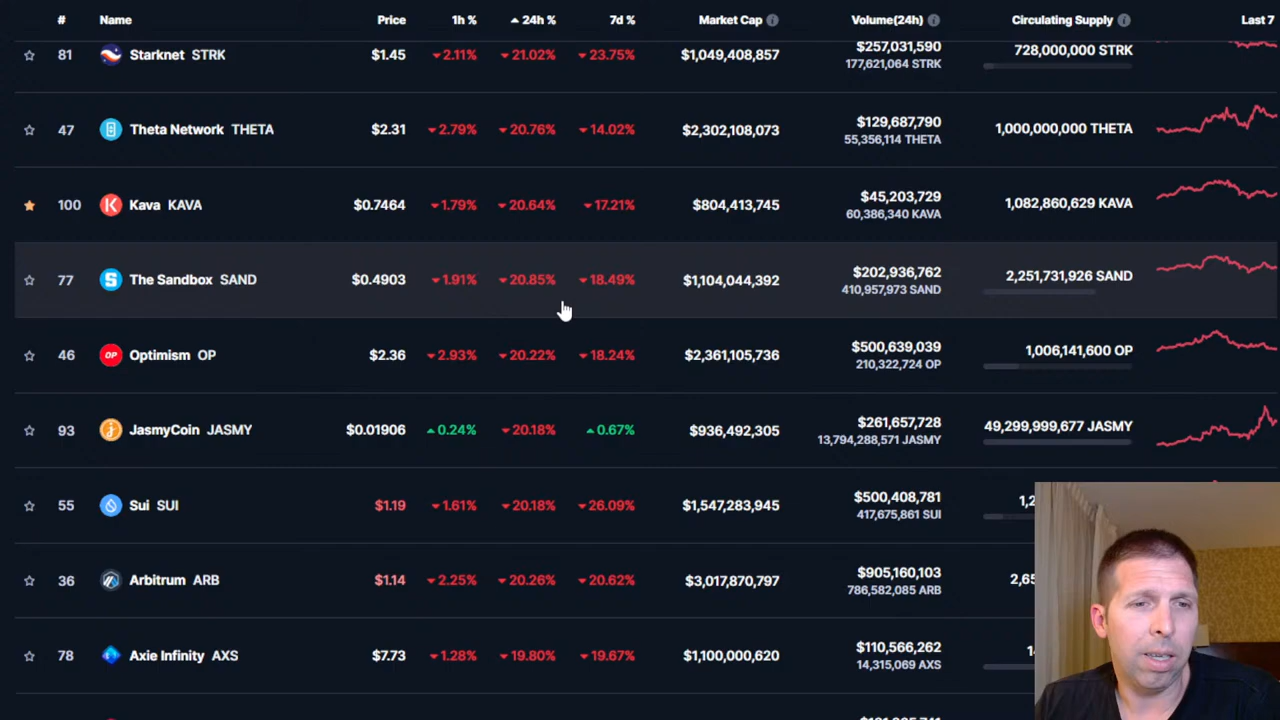 # Name Price 1h % 24h % 7d % Market Cap Volume(24h) Circulating Supply Last 7
81 Starknet STRK $1.45 2.11% 21.02% 23.75% $1,049,408,857 $257,031,590 728,000,000 STRK
177,621,064 STRK
47 Theta Network THETA $2.31 2.79% 20.76% 14.02% $2,302,108,073 $129,687,790 1,000,000,000 THETA
55,356,114 THETA
100 Kava KAVA $0.7464 1.79% 20.64% 17.21% $804,413,745 $45,203,729 1,082,860,629 KAVA
60,386,340 KAVA
77 The Sandbox SAND $0.4903 1.91% 20.85% 18.49% $1,104,044,392 $202,936,762 2,251,731,926 SAND
410,957,973 SAND
46 Optimism OP $2.36 2.93% 20.22% 18.24% $2,361,105,736 $500,639,039 1,006,141,600 OP
210,322,724 OP
93 JasmyCoin JASMY $0.01906 0.24% 20.18% 0.67% $936,492,305 $261,657,728 49,299,999,677 JASMY
13,794,288,571 JASMY
55 Sui SUI $1.19 1.61% 20.18% 26.09% $1,547,283,945 $500,408,781
417,675,861 SUI
36 Arbitrum ARB $1.14 2.25% 20.26% 20.62% $3,017,870,797 $905,160,103
786,582,085 ARB
78 Axie Infinity AXS $7.73 1.28% 19.80% 19.67% $1,100,000,620 $110,566,262
14,315,069 AXS